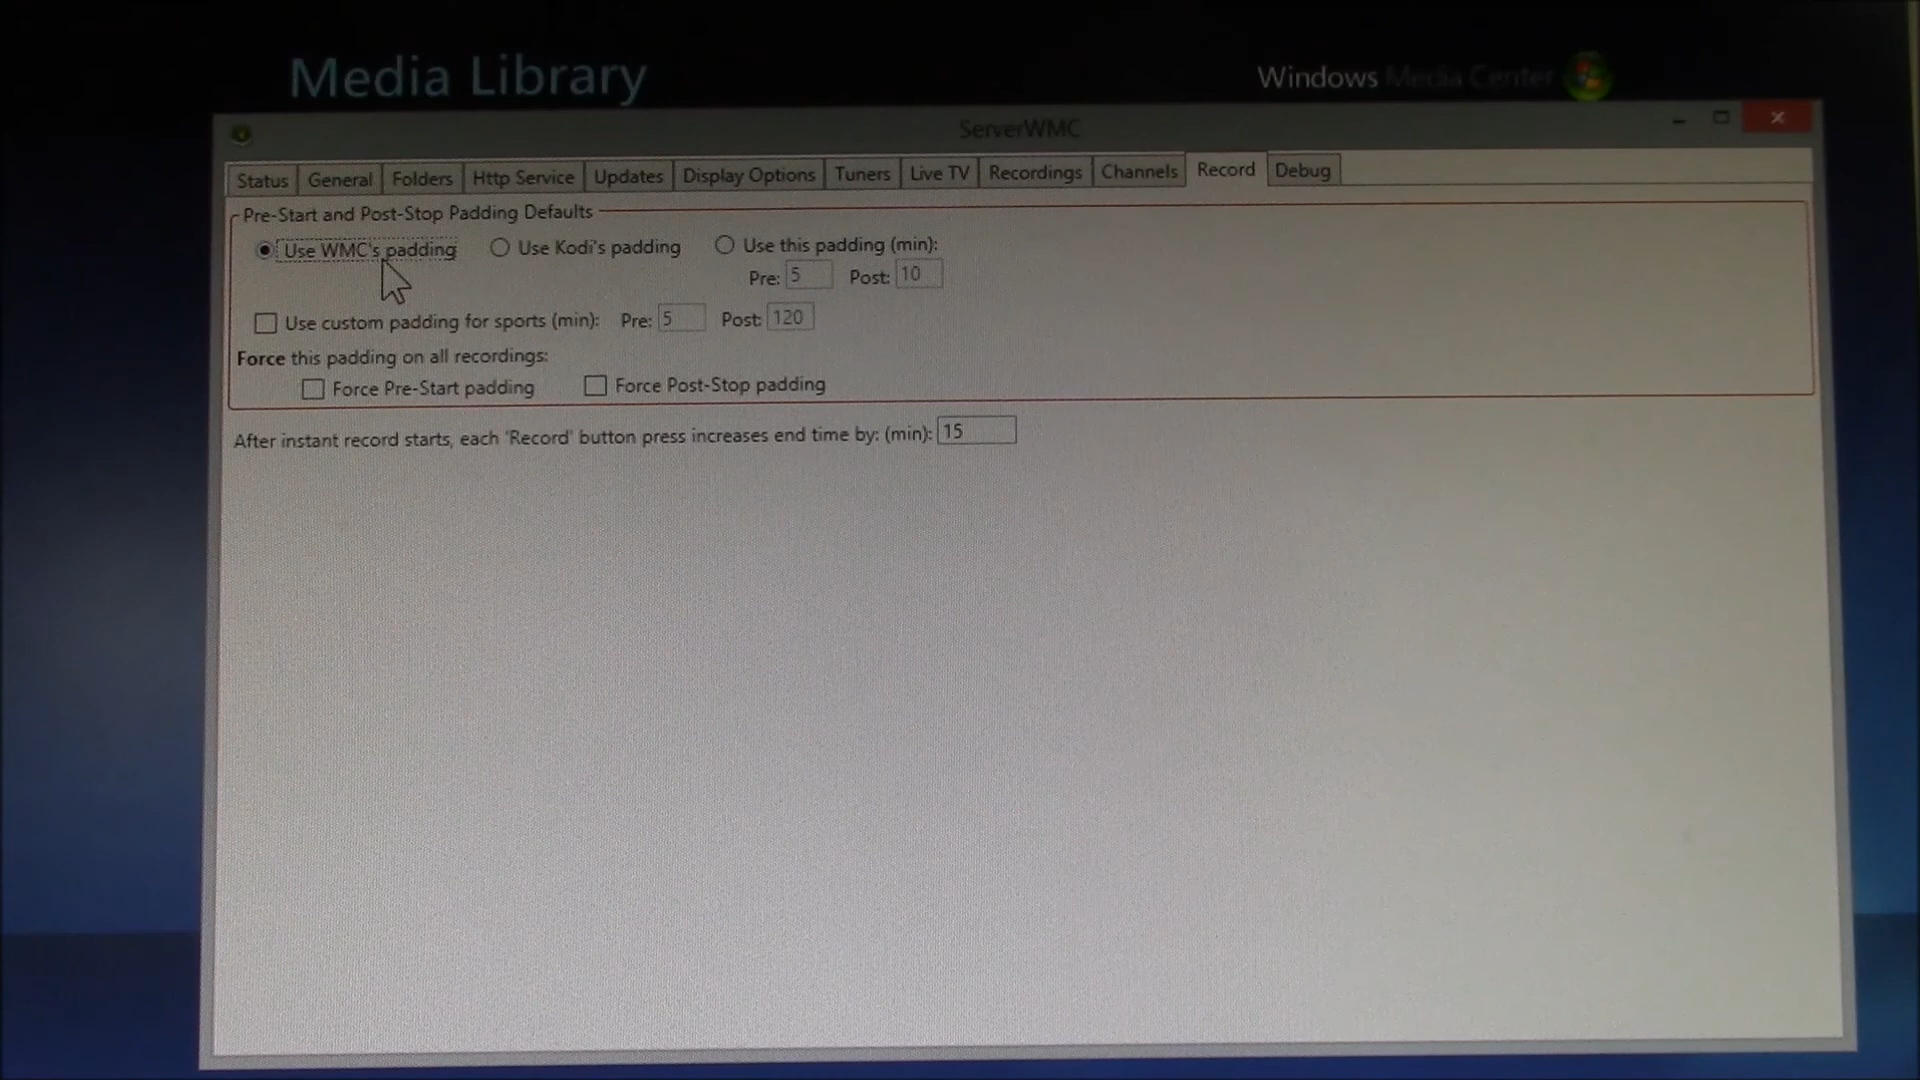 Media Library
Windows Media Center
ServerWMC
Status General Folders Http Service Updates Display Options Tuners Live TV Recordings Channels Record Debug
Pre-Start and Post-Stop Padding Defaults
Use WMC's padding Use Kodi's padding Use this padding (min):
Pre: 5 Post: 10
Use custom padding for sports (min): Pre: 5 Post: 120
Force this padding on all recordings:
Force Pre-Start padding Force Post-Stop padding
After instant record starts, each 'Record' button press increases end time by: (min): 15